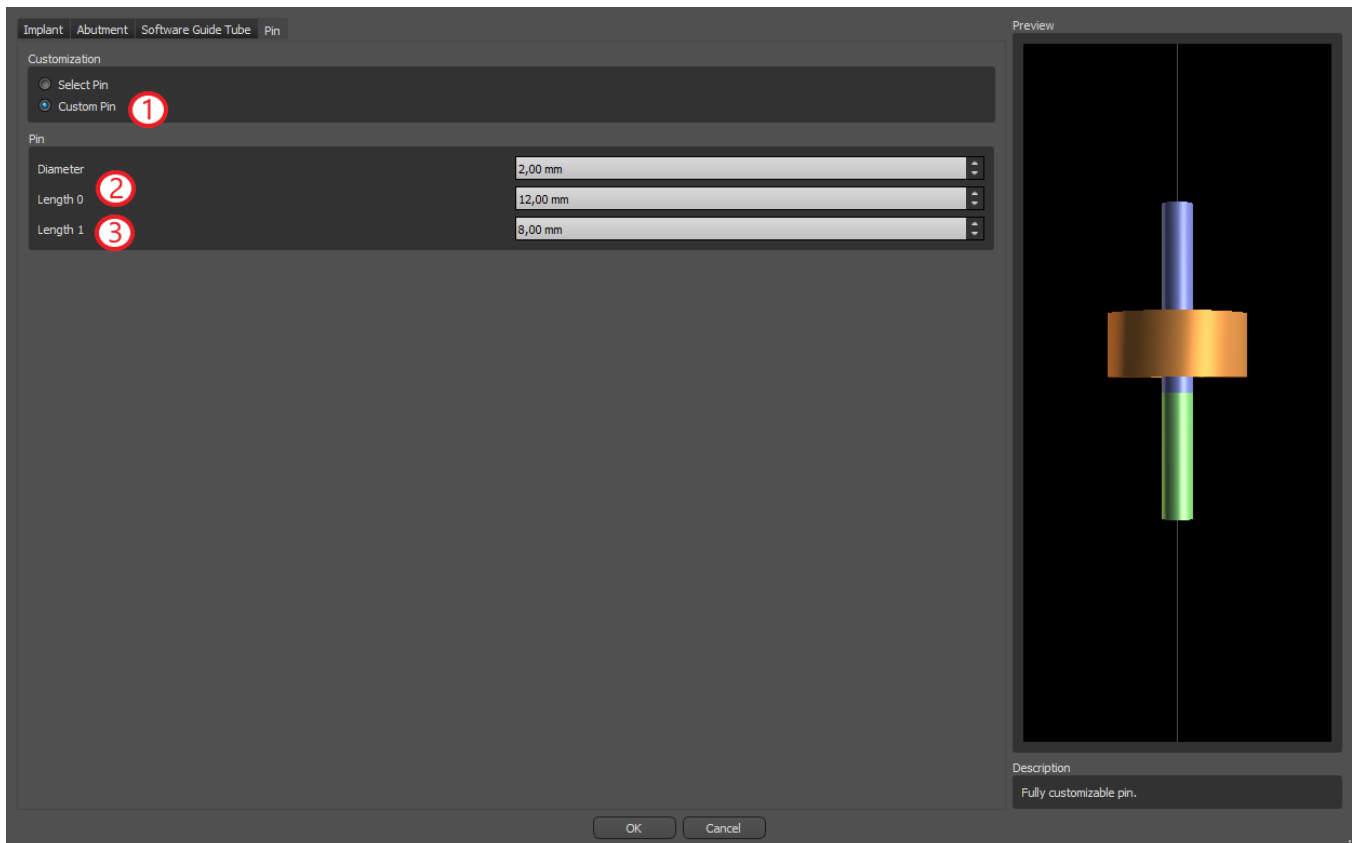 Implant Abutment Software Guide Tube Pin
Customization
Select Pin
Custom Pin 1
Pin
Diameter 2,00 mm
2
Length 0 12,00 mm
Length 1 3 8,00 mm
Preview
Description
Fully customizable pin.
OK Cancel